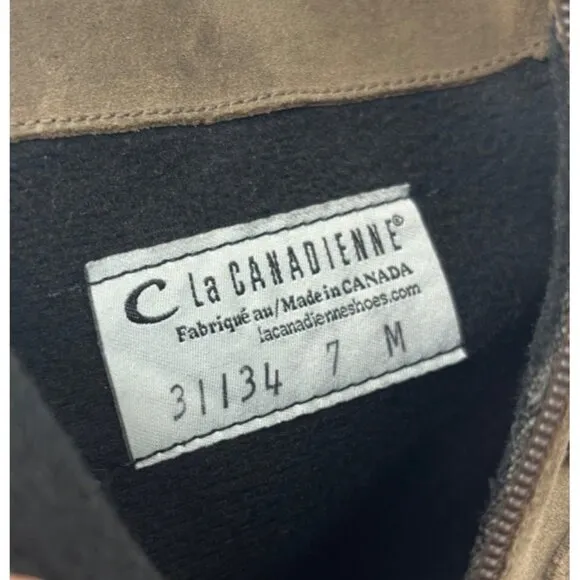 C La CANADIENNE®
Fabriqué au/Made in CANADA
lacanadienneshoes.com
31134 7 M